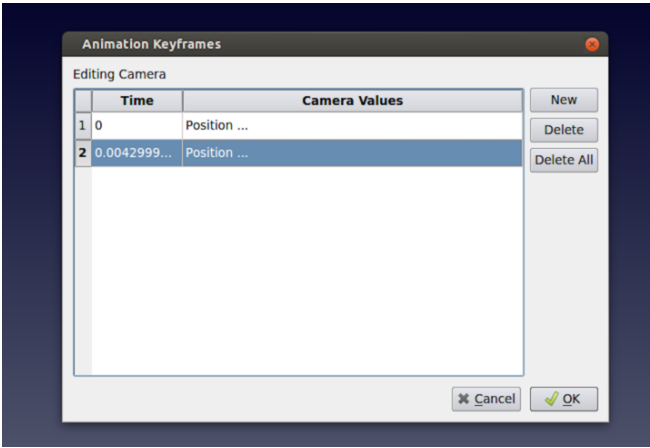 Animation Keyframes
Editing Camera
Time Camera Values
1 0 Position ...
2 0.0042999... Position ...
New
Delete
Delete All
Cancel OK